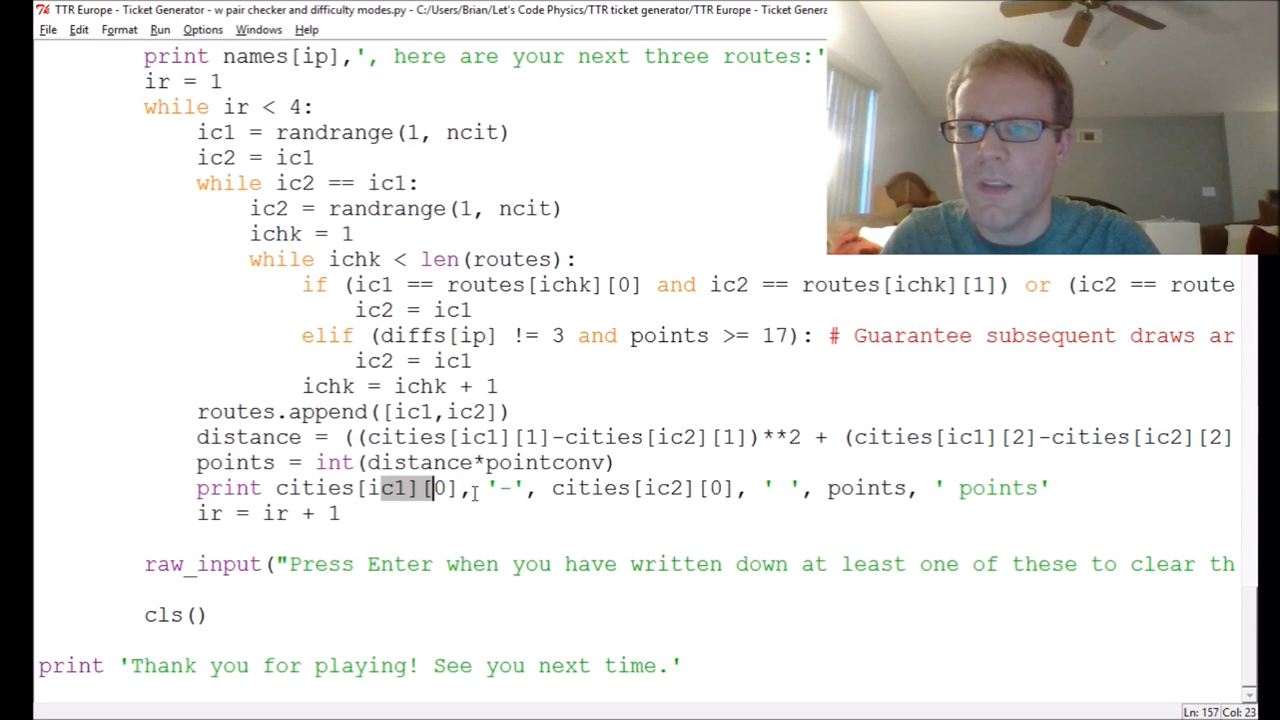 TTR Europe - Ticket Generator - w pair checker and difficulty modes.py - C:/Users/Brian/Let's Code Physics/TTR ticket generator/TTR Europe - Ticket Genera
File Edit Format Run Options Windows Help
print names[ip],', here are your next three routes:'
ir = 1
while ir < 4:
ic1 = randrange(1, ncit)
ic2 = ic1
while ic2 == ic1:
ic2 = randrange(1, ncit)
ichk = 1
while ichk < len(routes):
if (ic1 == routes[ichk][0] and ic2 == routes[ichk][1]) or (ic2 == route
ic2 = ic1
elif (diffs[ip] != 3 and points >= 17): # Guarantee subsequent draws ar
ic2 = ic1
ichk = ichk + 1
routes.append([ic1,ic2])
distance = ((cities[ic1][1]-cities[ic2][1])**2 + (cities[ic1][2]-cities[ic2][2]
points = int(distance*pointconv)
print cities[ic1][0], '-', cities[ic2][0], ' ', points, ' points'
ir = ir + 1
raw_input("Press Enter when you have written down at least one of these to clear th
cls()
print 'Thank you for playing! See you next time.'
Ln: 157 Col: 23